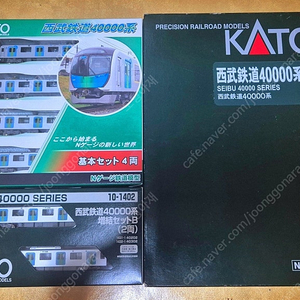 TO
西武鉄道40000系
ここから始まる
Nゲージの新しい世界
基本セット4両
Nゲージ鉄道模型
40000 SERIES
10-1402
西武鉄道40000系
増結セットB
(2両)
MODELS
PRECISION RAILROAD MODELS
KATO
西武鉄道40000系
SEIBU 40000 SERIES
西武鉄道40000系
N